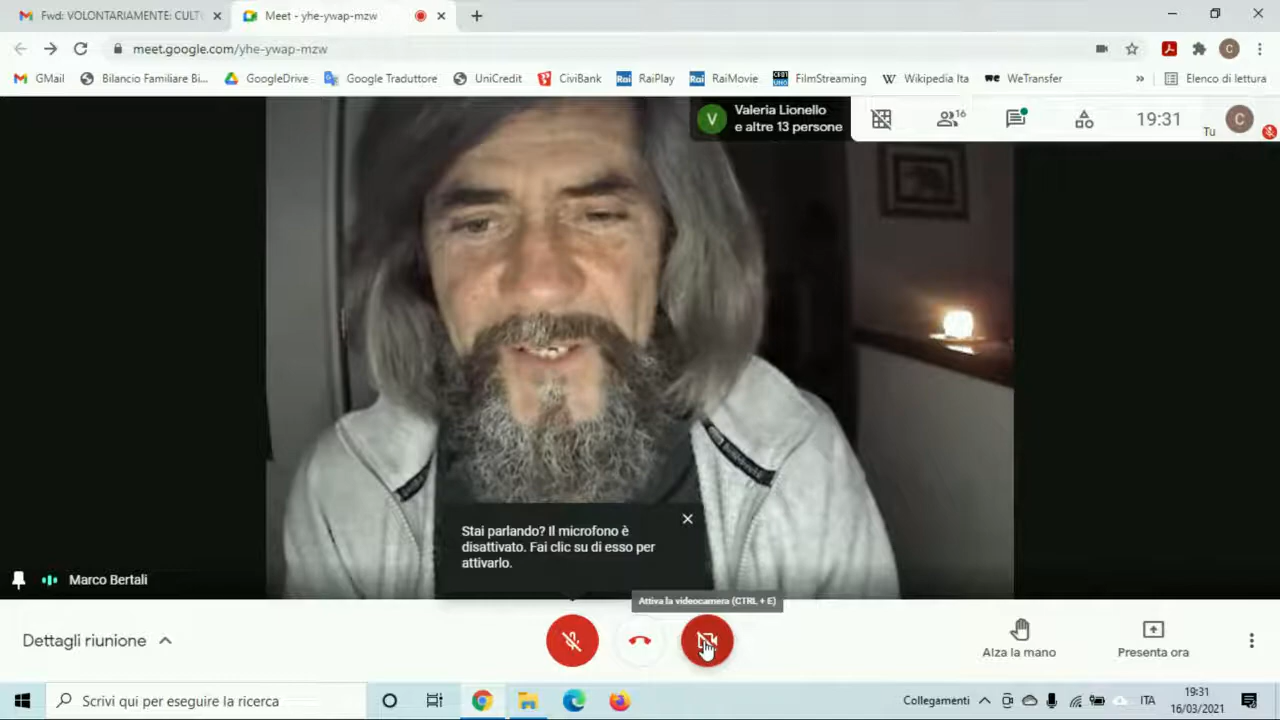 Fwd: VOLONTARIAMENTE: CULT
Meet - yhe-ywap-mzw
meet.google.com/yhe-ywap-mzw
C
GMail
Bilancio Familiare Bi...
GoogleDrive
Google Traduttore
UniCredit
CiviBank
Rai
RaiPlay
Rai
RaiMovie
FilmStreaming
W
Wikipedia Ita
we
WeTransfer
»
Elenco di lettura
V
Valeria Lionello
e altre 13 persone
16
19:31
Tu
C
Stai parlando? Il microfono è
disattivato. Fai clic su di esso per
attivarlo.
Marco Bertali
Attiva la videocamera (CTRL + E)
Dettagli riunione
Alza la mano
Presenta ora
Scrivi qui per eseguire la ricerca
Collegamenti
ITA
19:31
16/03/2021